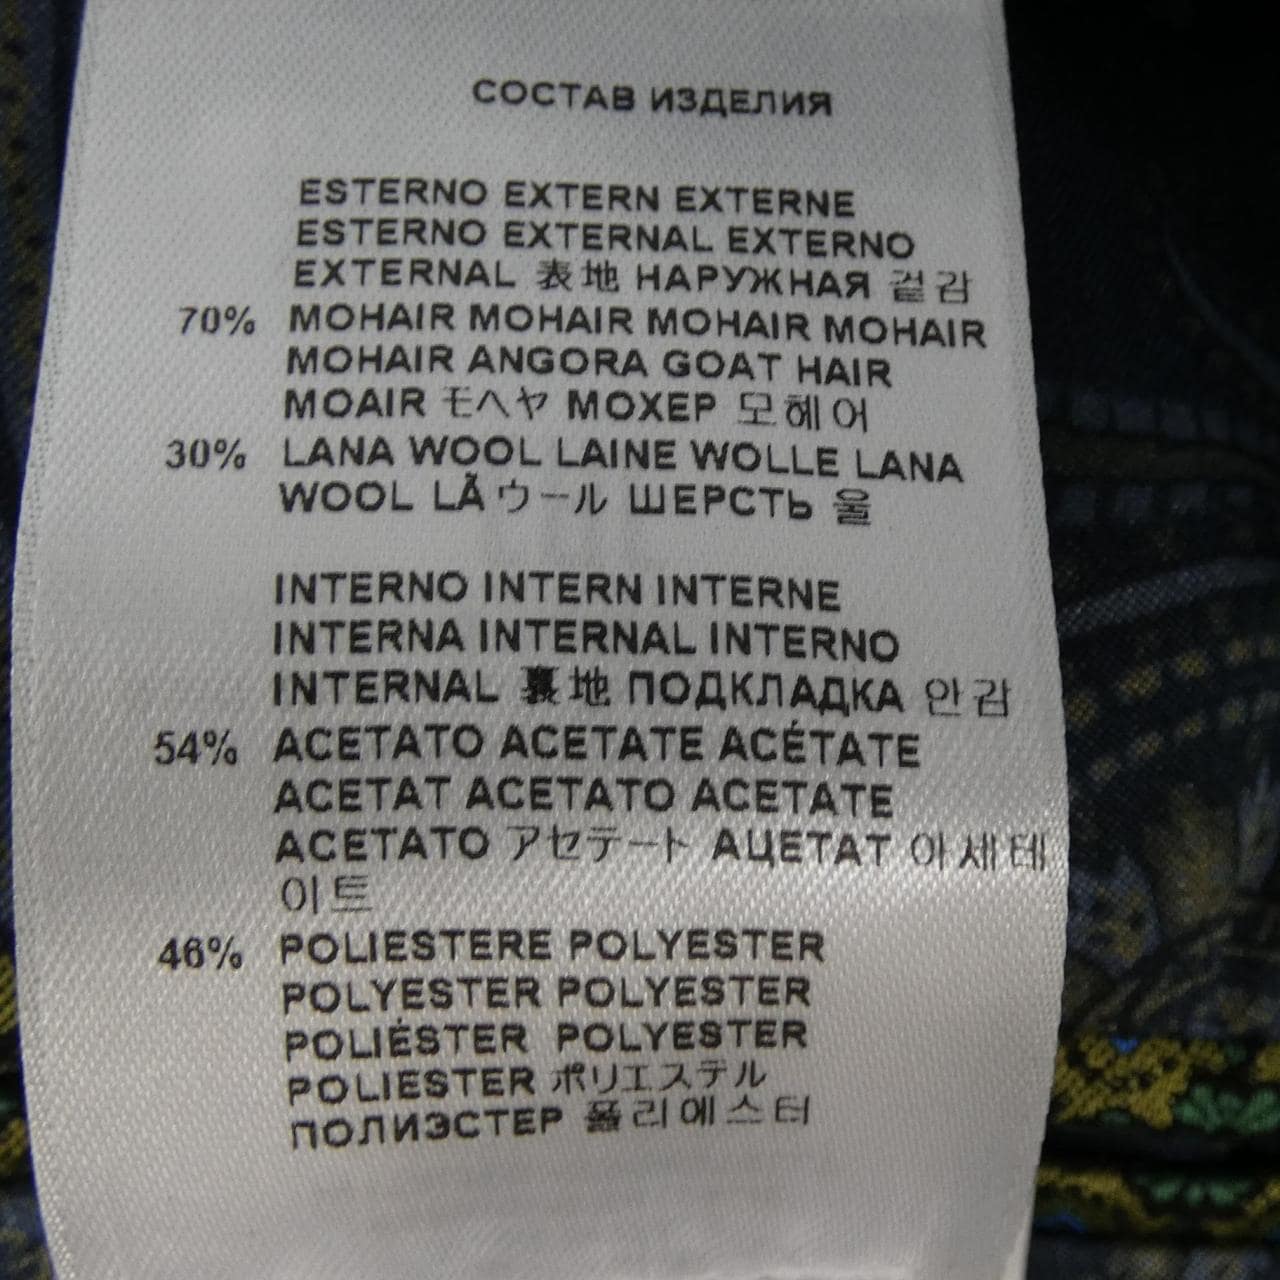 СОСТАВ ИЗДЕЛИЯ
ESTERNO EXTERN EXTERNE
ESTERNO EXTERNAL EXTERNO
EXTERNAL 表地 НАРУЖНАЯ 겉감
70% MOHAIR MOHAIR MOHAIR MOHAIR
MOHAIR ANGORA GOAT HAIR
MOAIR モヘヤ МОХЕР 모헤어
30% LANA WOOL LAINE WOLLE LANA
WOOL LÃ ウール ШЕРСТЬ 울
INTERNO INTERN INTERNE
INTERNA INTERNAL INTERNO
INTERNAL 裏地 ПОДКЛАДКА 안감
54% ACETATO ACETATE ACÉTATE
ACETAT ACETATO ACETATE
ACETATO アセテート АЦЕТАТ 아세테
이트
46% POLIESTERE POLYESTER
POLYESTER POLYESTER
POLIÉSTER POLYESTER
POLIESTER ポリエステル
ПОЛИЭСТЕР 폴리에스터